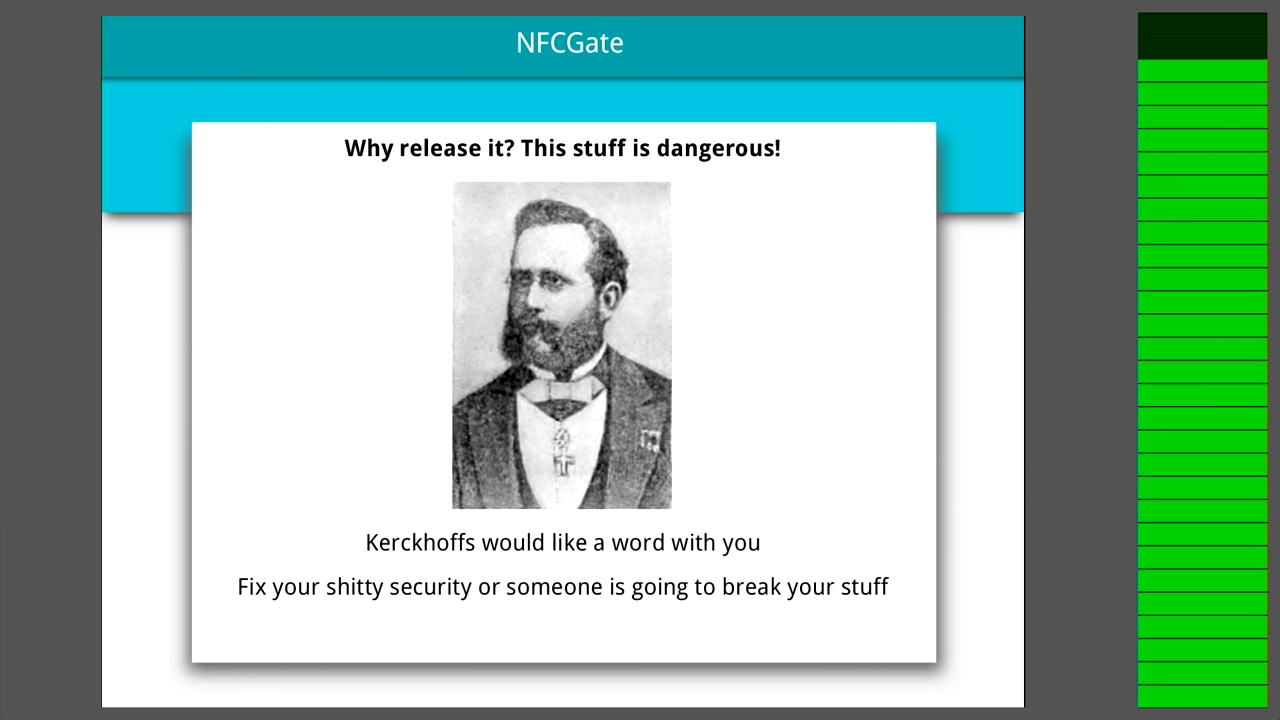 NFCGate
Why release it? This stuff is dangerous!
Kerckhoffs would like a word with you
Fix your shitty security or someone is going to break your stuff